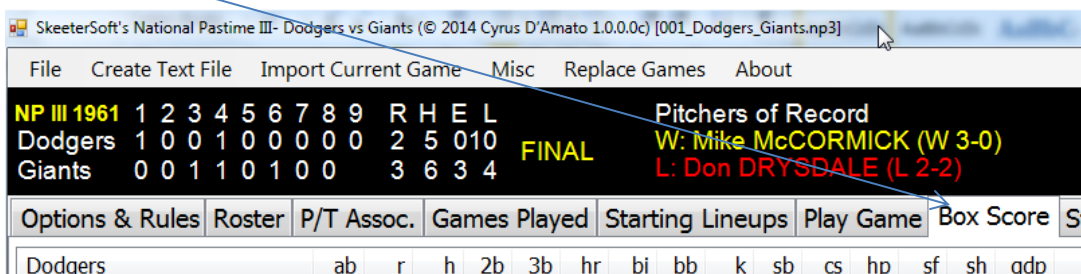 SkeeterSoft's National Pastime III- Dodgers vs Giants (© 2014 Cyrus D'Amato 1.0.0.0c) [001_Dodgers_Giants.np3]
File Create Text File Import Current Game Misc Replace Games About
NP III 1961 1 2 3 4 5 6 7 8 9 R H E L Pitchers of Record
Dodgers 1 0 0 1 0 0 0 0 0 2 5 010 FINAL W: Mike McCORMICK (W 3-0)
Giants 0 0 1 1 0 1 0 0 3 6 3 4 L: Don DRYSDALE (L 2-2)
Options & Rules Roster P/T Assoc. Games Played Starting Lineups Play Game Box Score
Dodgers ab r h 2b 3b hr bi bb k sb cs hp sf sh gdp